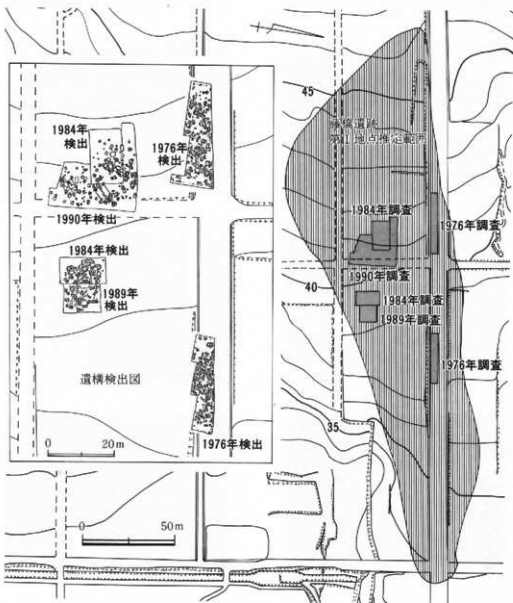 1984年
検出
1976年
検出
1990年検出
1984年
検出
1989年
検出
遺構検出図
0 20m
1976年検出
0 50m
45
遺跡
第1地点推定範囲
1984年調査
1976年調査
1990年調査
40
1984年調査
1989年調査
1976年調査
35